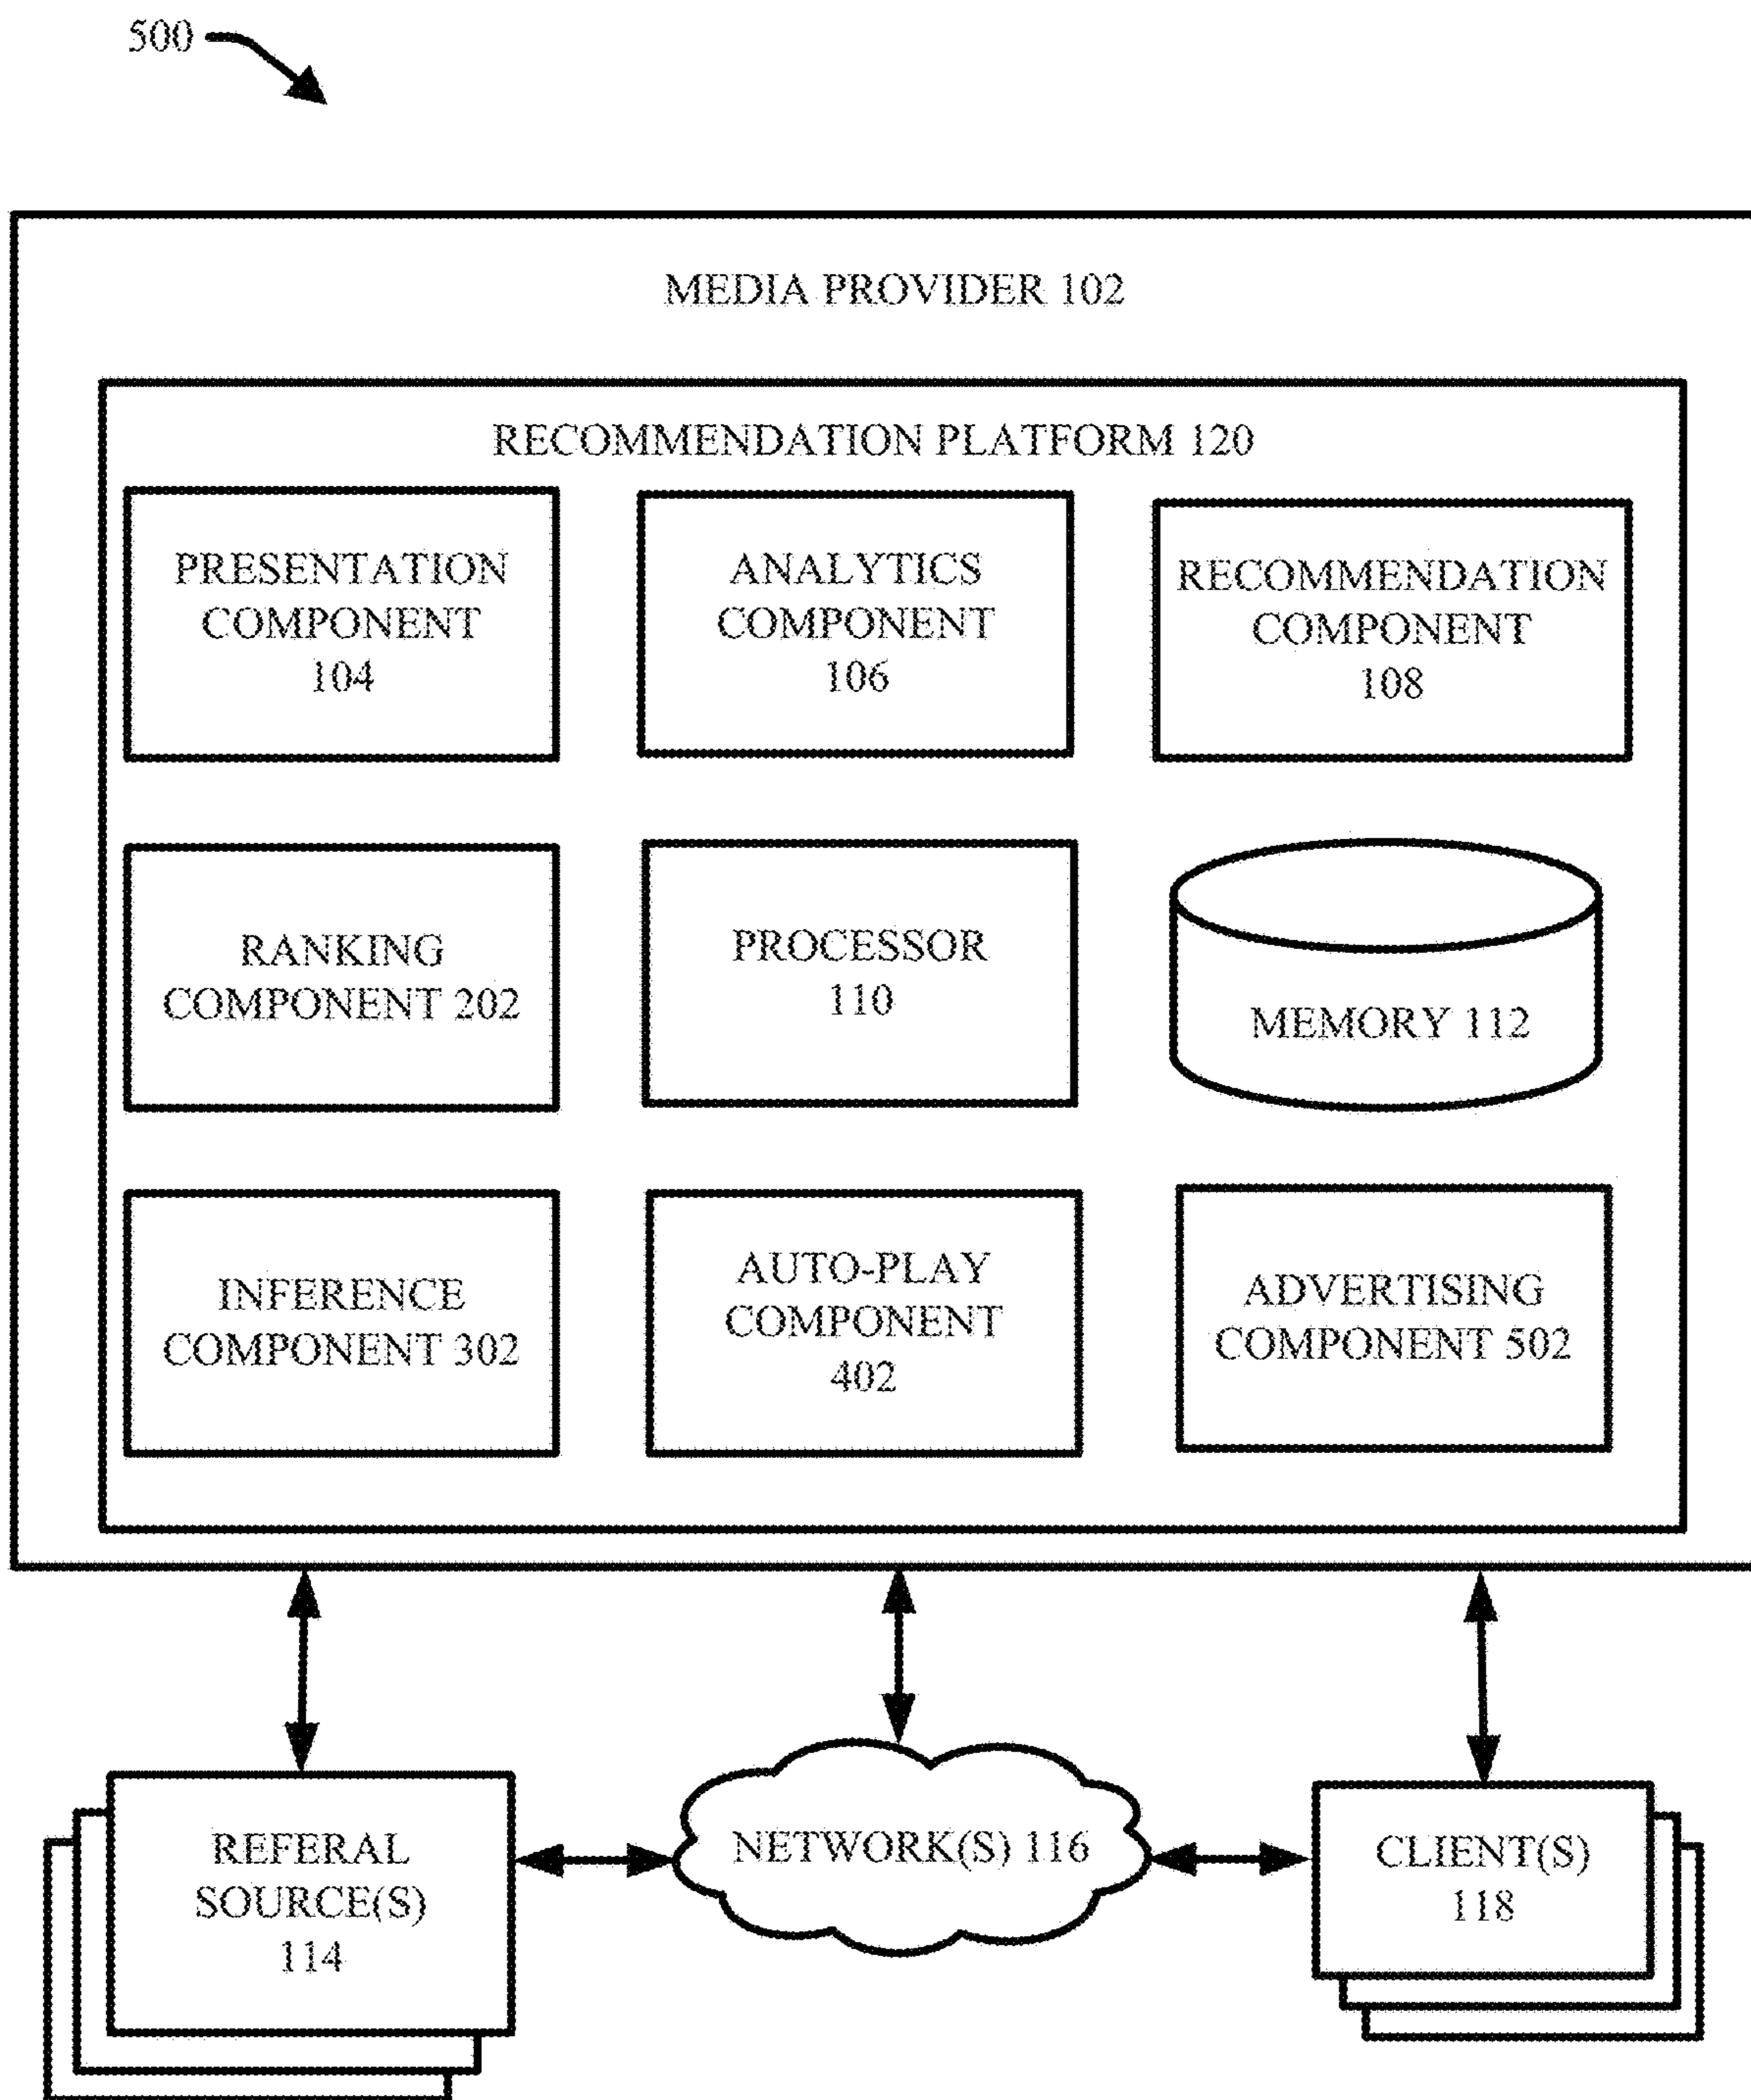 500
MEDIA PROVIDER 102
RECOMMENDATION PLATFORM 120
PRESENTATION
COMPONENT
104
ANALYTICS
COMPONENT
106
RECOMMENDATION
COMPONENT
108
RANKING
COMPONENT 202
PROCESSOR
110
MEMORY 112
INFERENCE
COMPONENT 302
AUTO-PLAY
COMPONENT
402
ADVERTISING
COMPONENT 502
REFERAL
SOURCE(S)
114
NETWORK(S) 116
CLIENT(S)
118